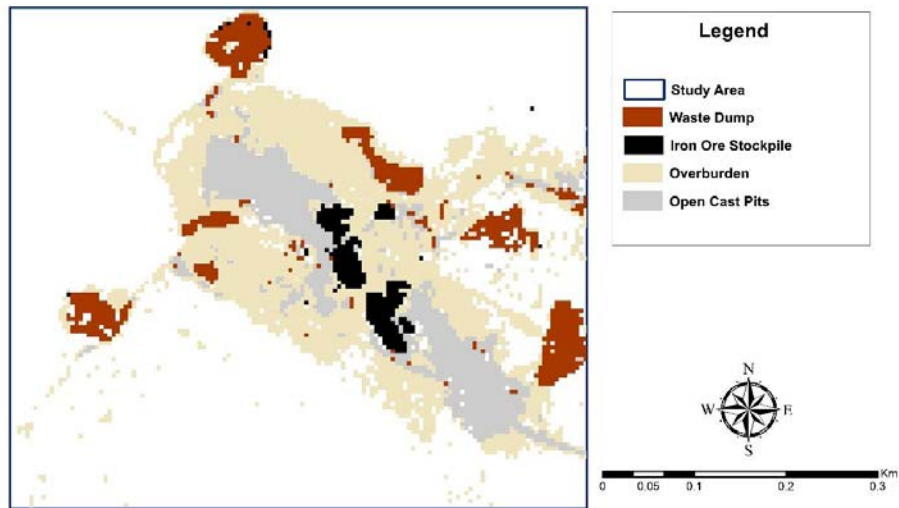 Legend
Study Area
Waste Dump
Iron Ore Stockpile
Overburden
Open Cast Pits
N
W E
S
Km
0 0.05 0.1 0.2 0.3